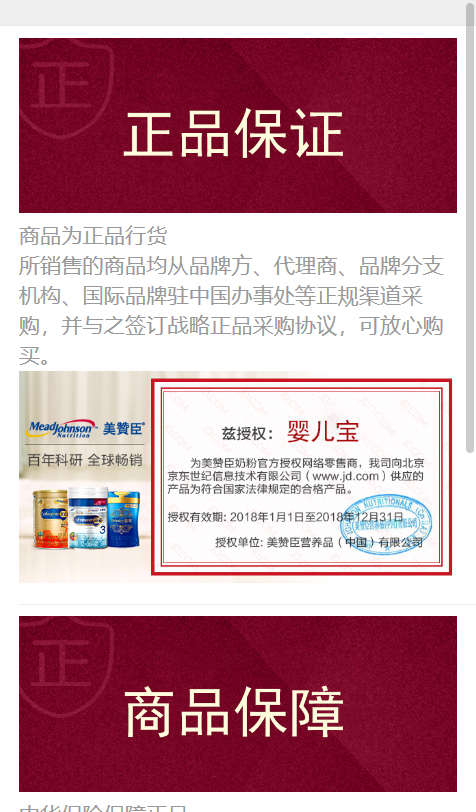 正
正品保证
商品为正品行货
所销售的商品均从品牌方、代理商、品牌分支
机构、国际品牌驻中国办事处等正规渠道采
购，并与之签订战略正品采购协议，可放心购
买。
MeadJohnson
Nutrition
美赞臣
百年科研 全球畅销
3
兹授权： 婴儿宝
为美赞臣奶粉官方授权网络零售商，我司向北京
京东世纪信息技术有限公司（www.jd.com）供应的
产品为符合国家法律规定的合格产品。
授权有效期: 2018年1月1日至2018年12月31日
授权单位: 美赞臣营养品（中国）有限公司
正
商品保障
中华保险保障正品